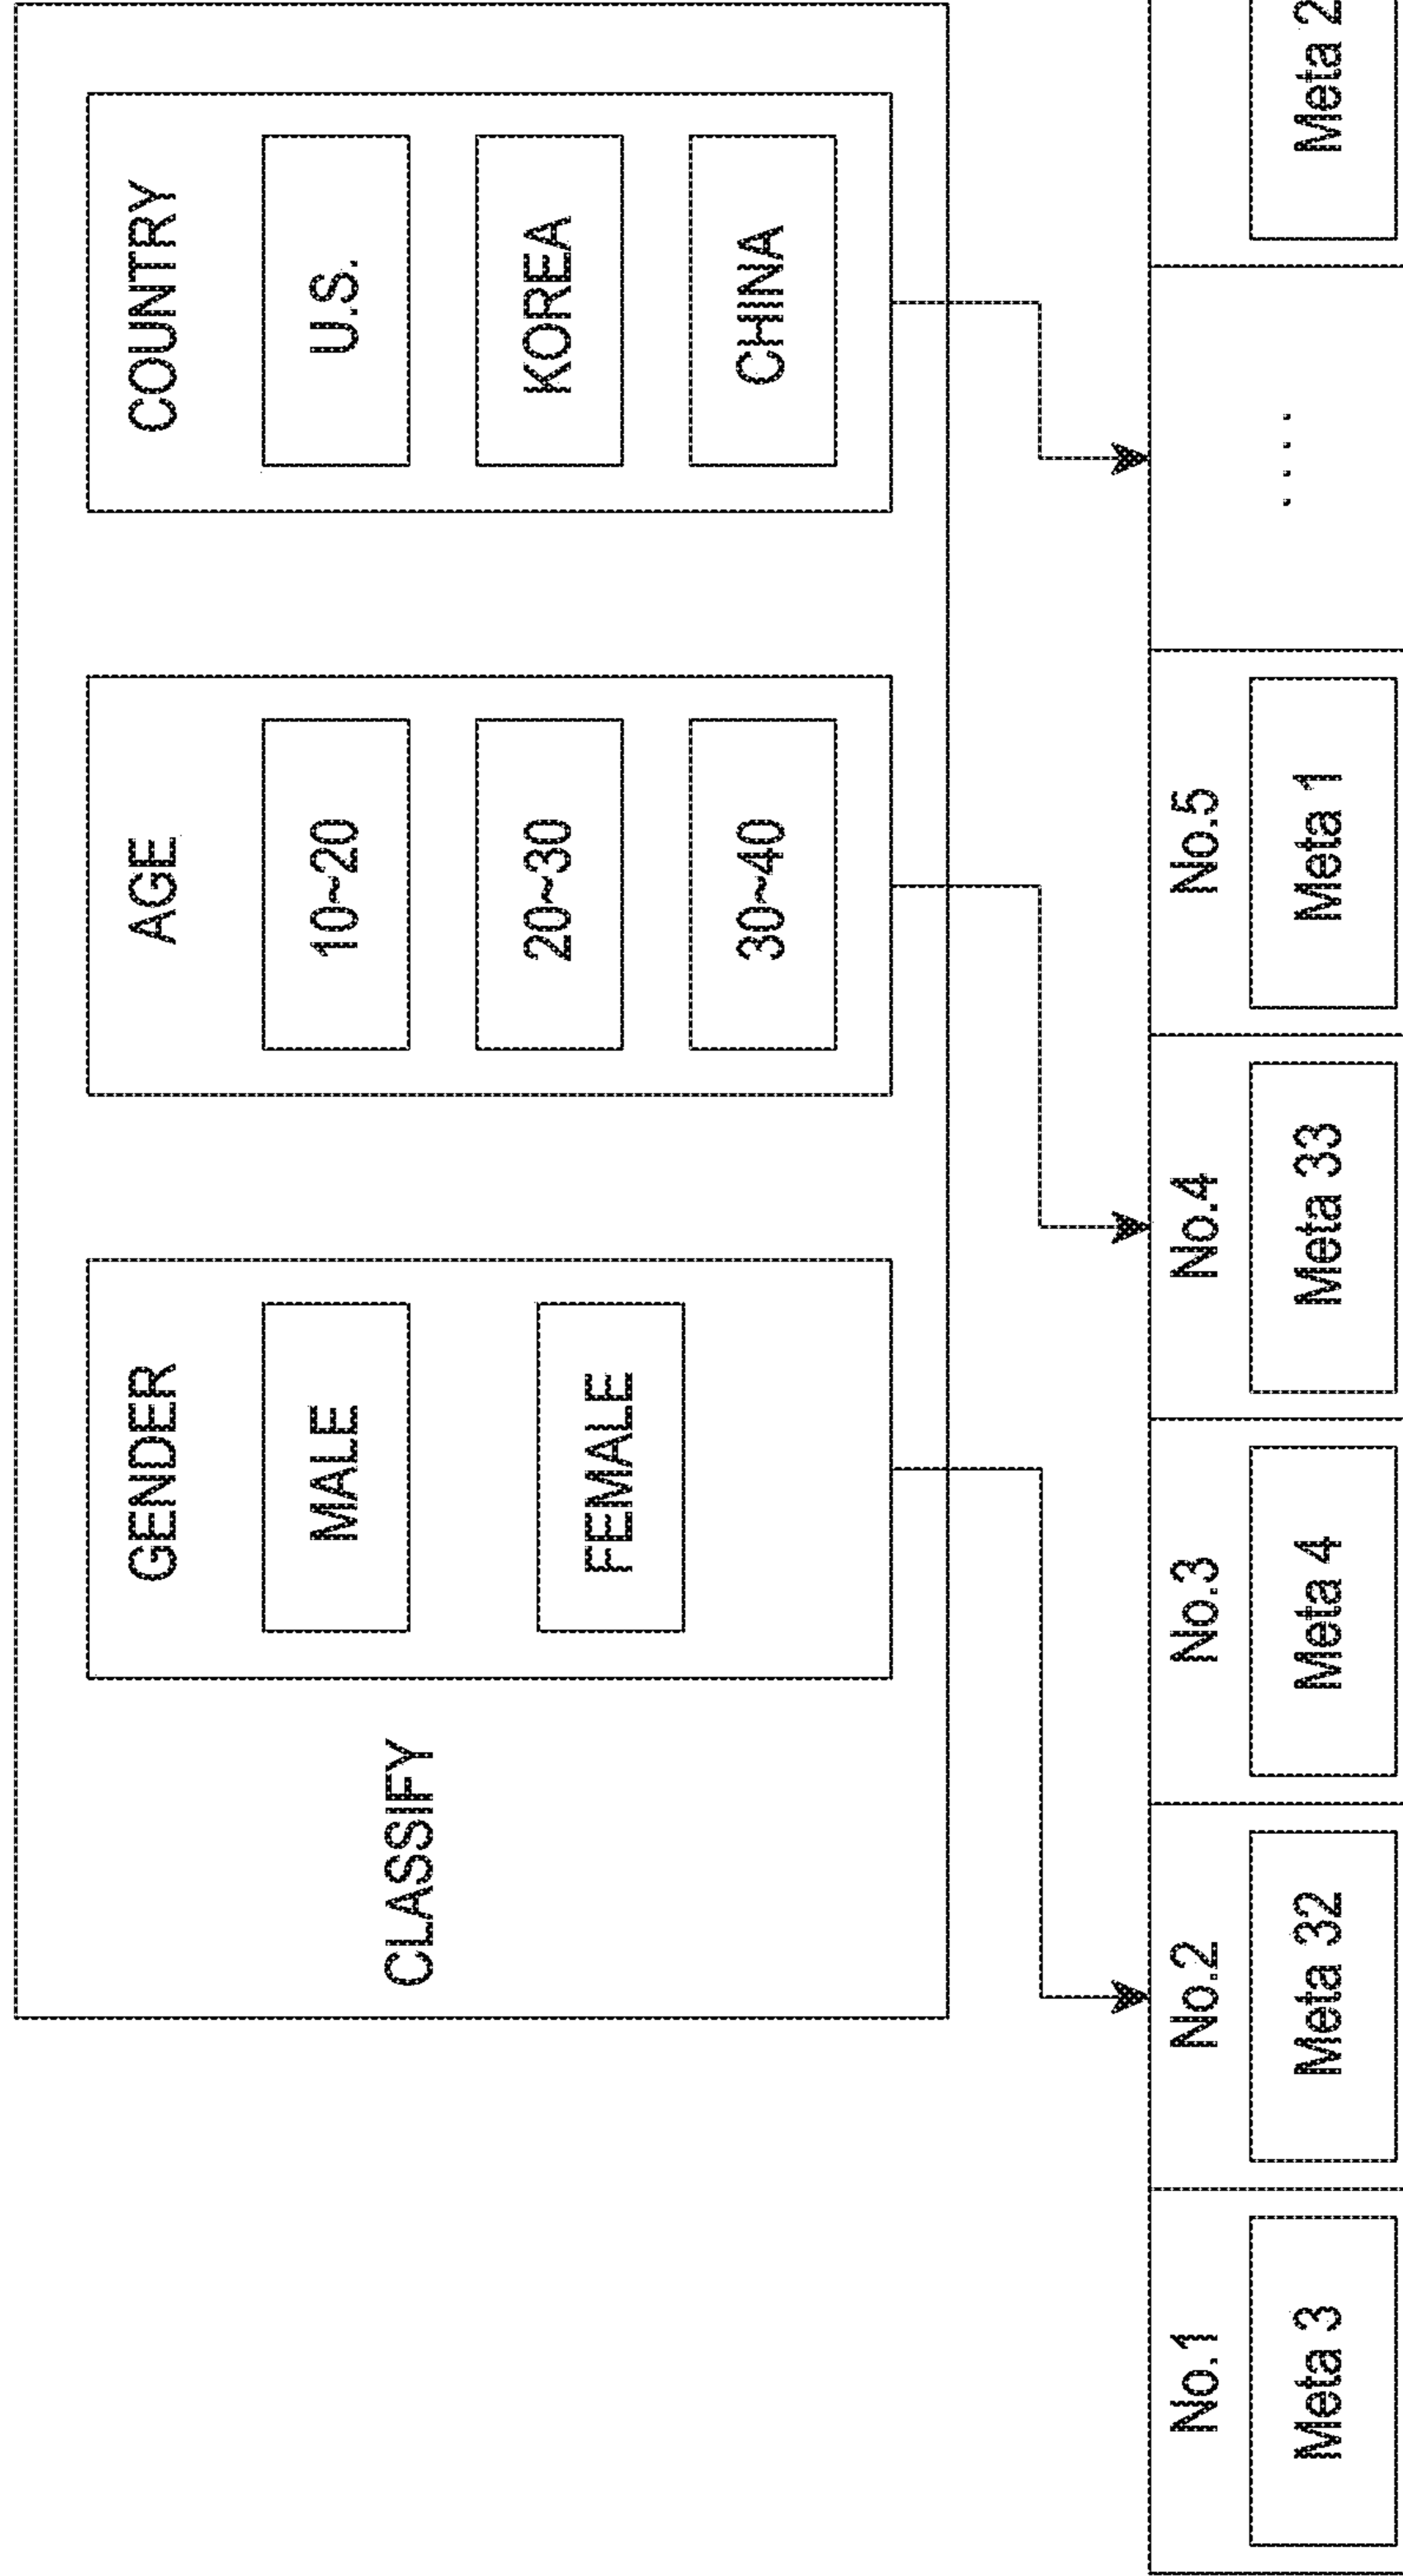 CLASSIFY
GENDER
MALE
FEMALE
AGE
10~20
20~30
30~40
COUNTRY
U.S.
KOREA
CHINA
No.1
Meta 3
No.2
Meta 32
No.3
Meta 4
No.4
Meta 33
No.5
Meta 1
....
Meta 2